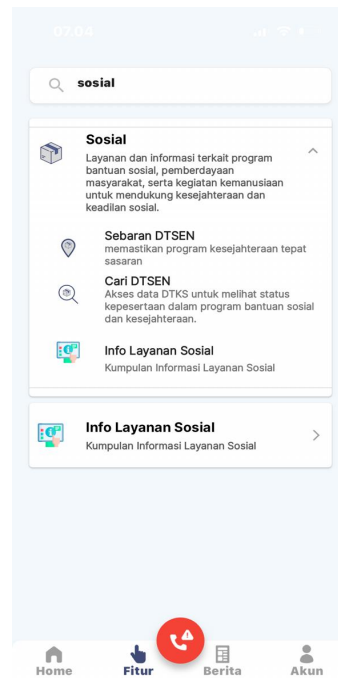 07.04
sosial
Sosial
Layanan dan informasi terkait program
bantuan sosial, pemberdayaan
masyarakat, serta kegiatan kemanusiaan
untuk mendukung kesejahteraan dan
keadilan sosial.
Sebaran DTSEN
memastikan program kesejahteraan tepat
sasaran
Cari DTSEN
Akses data DTKS untuk melihat status
kepesertaan dalam program bantuan sosial
dan kesejahteraan.
Info Layanan Sosial
Kumpulan Informasi Layanan Sosial
Info Layanan Sosial
Kumpulan Informasi Layanan Sosial
Home Fitur Berita Akun